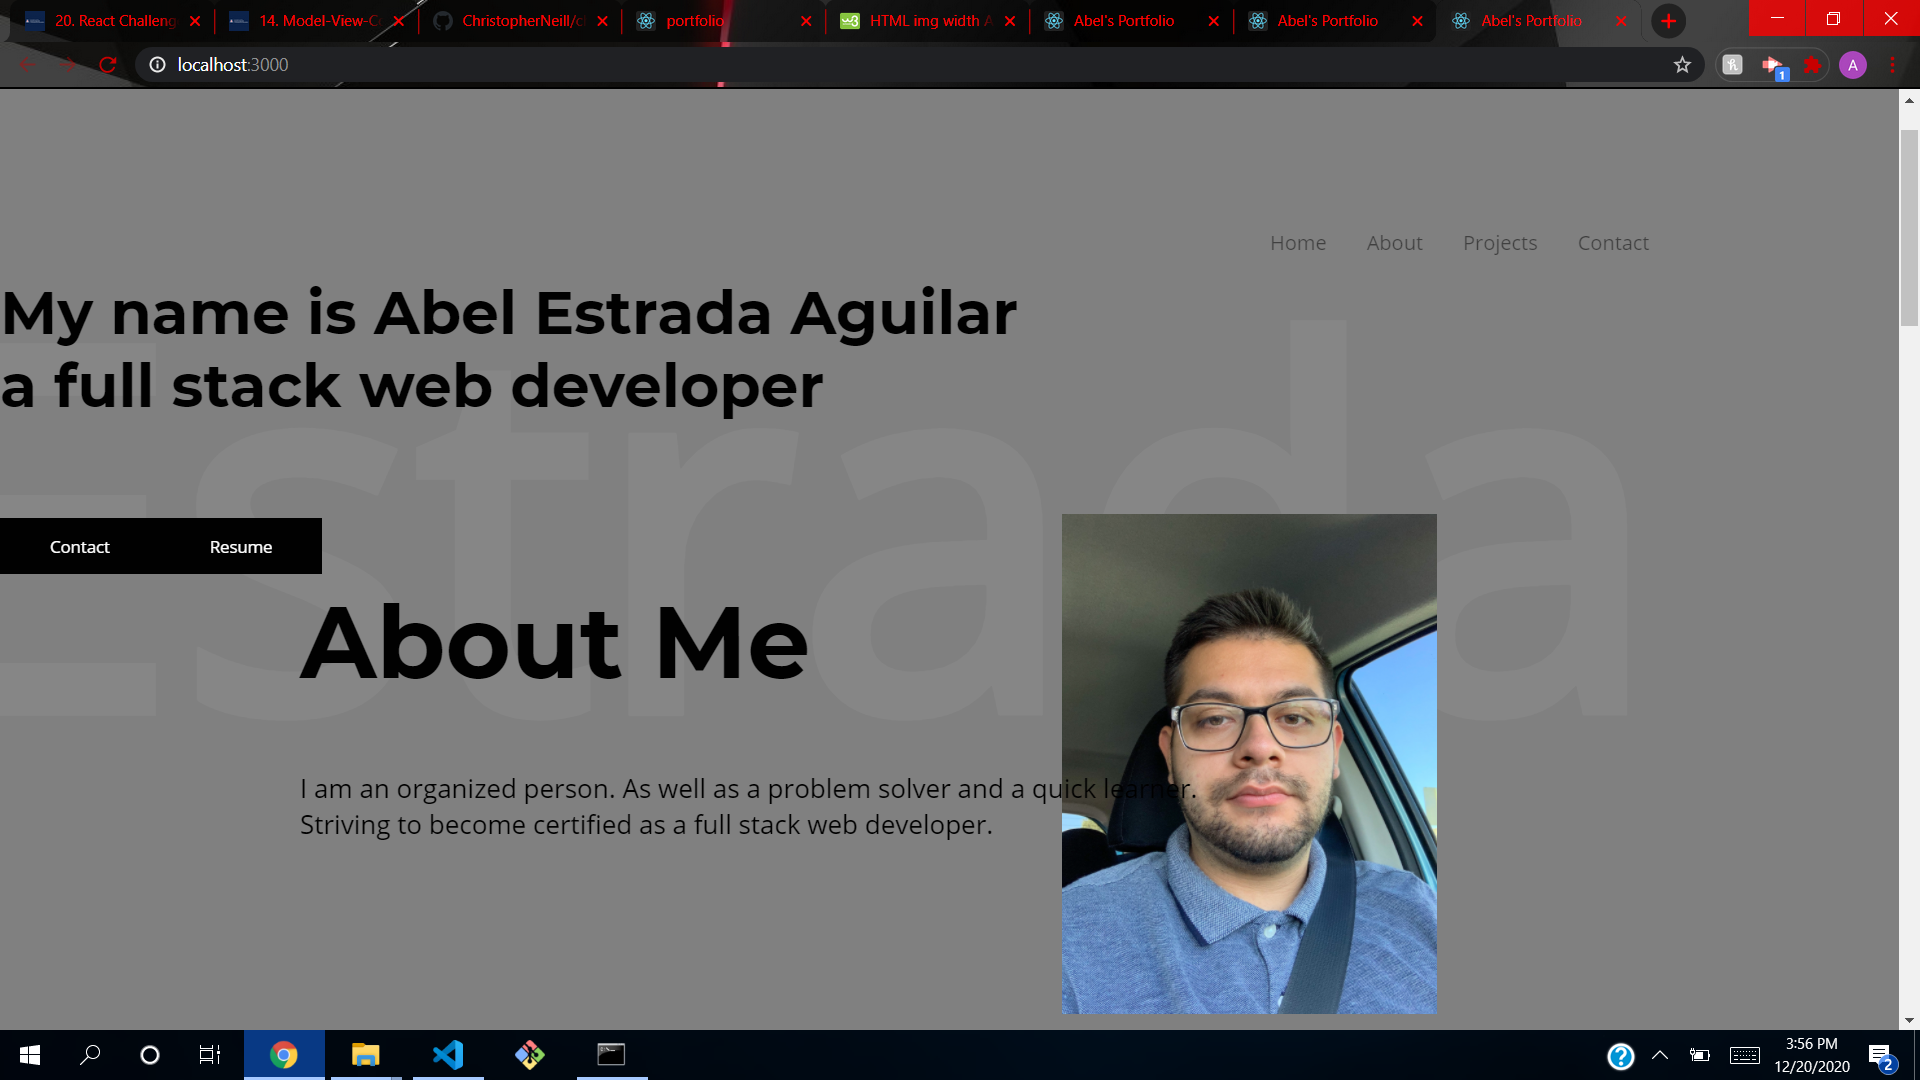 20. React Challeng
14. Model-View-C
ChristopherNeill/cl
portfolio
HTML img width A
Abel's Portfolio
Abel's Portfolio
Abel's Portfolio
localhost:3000
A
1
Home About Projects Contact
My name is Abel Estrada Aguilar
a full stack web developer
Estrada
Contact Resume
About Me
I am an organized person. As well as a problem solver and a quick learner.
Striving to become certified as a full stack web developer.
3:56 PM
12/20/2020
2